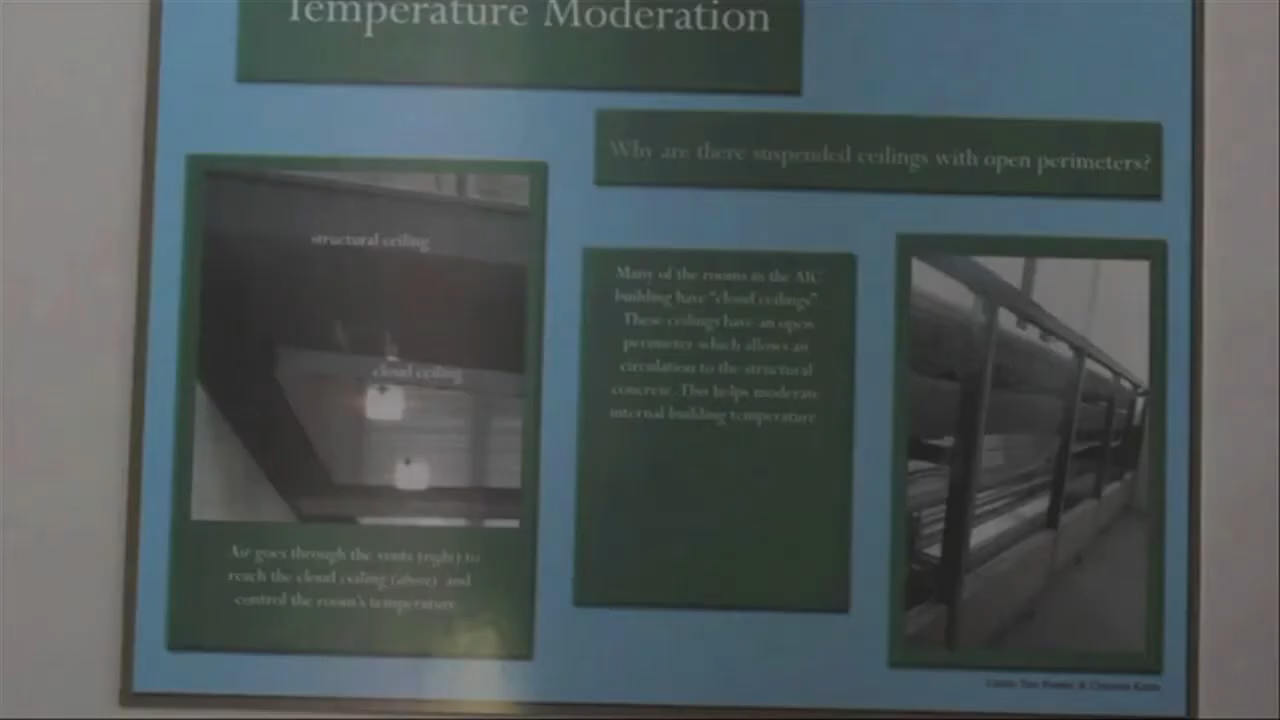 Temperature Moderation
Why are there suspended ceilings with open perimeters?
structural ceiling
cloud ceiling
Air goes through the vents (right) to
reach the cloud ceiling (above) and
control the room's temperature
Many of the rooms in the AIC
building have "cloud ceilings"
These ceilings have an open
perimeter which allows air
circulation to the structural
concrete. This helps moderate
internal building temperature